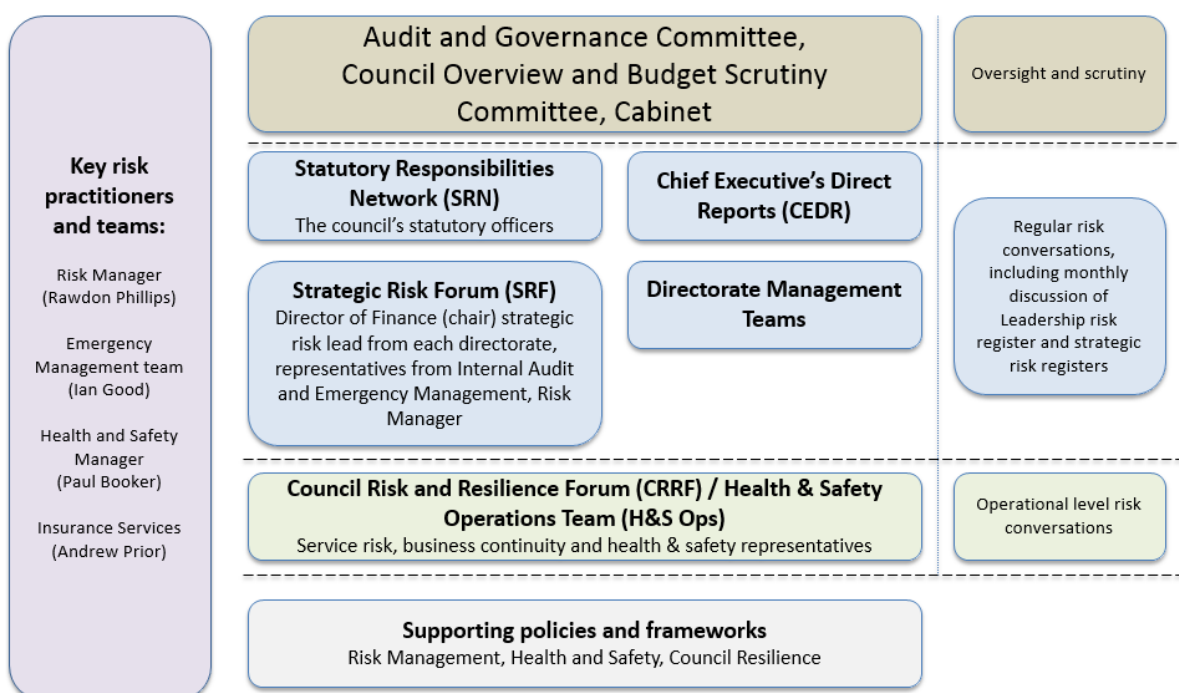 Key risk
practitioners
and teams:
Risk Manager
(Rawdon Phillips)
Emergency
Management team
(Ian Good)
Health and Safety
Manager
(Paul Booker)
Insurance Services
(Andrew Prior)
Audit and Governance Committee,
Council Overview and Budget Scrutiny
Committee, Cabinet
Oversight and scrutiny
Statutory Responsibilities
Network (SRN)
The council's statutory officers
Chief Executive's Direct
Reports (CEDR)
Strategic Risk Forum (SRF)
Director of Finance (chair) strategic
risk lead from each directorate,
representatives from Internal Audit
and Emergency Management, Risk
Manager
Directorate Management
Teams
Regular risk
conversations,
including monthly
discussion of
Leadership risk
register and strategic
risk registers
Council Risk and Resilience Forum (CRRF) / Health & Safety
Operations Team (H&S Ops)
Service risk, business continuity and health & safety representatives
Operational level risk
conversations
Supporting policies and frameworks
Risk Management, Health and Safety, Council Resilience